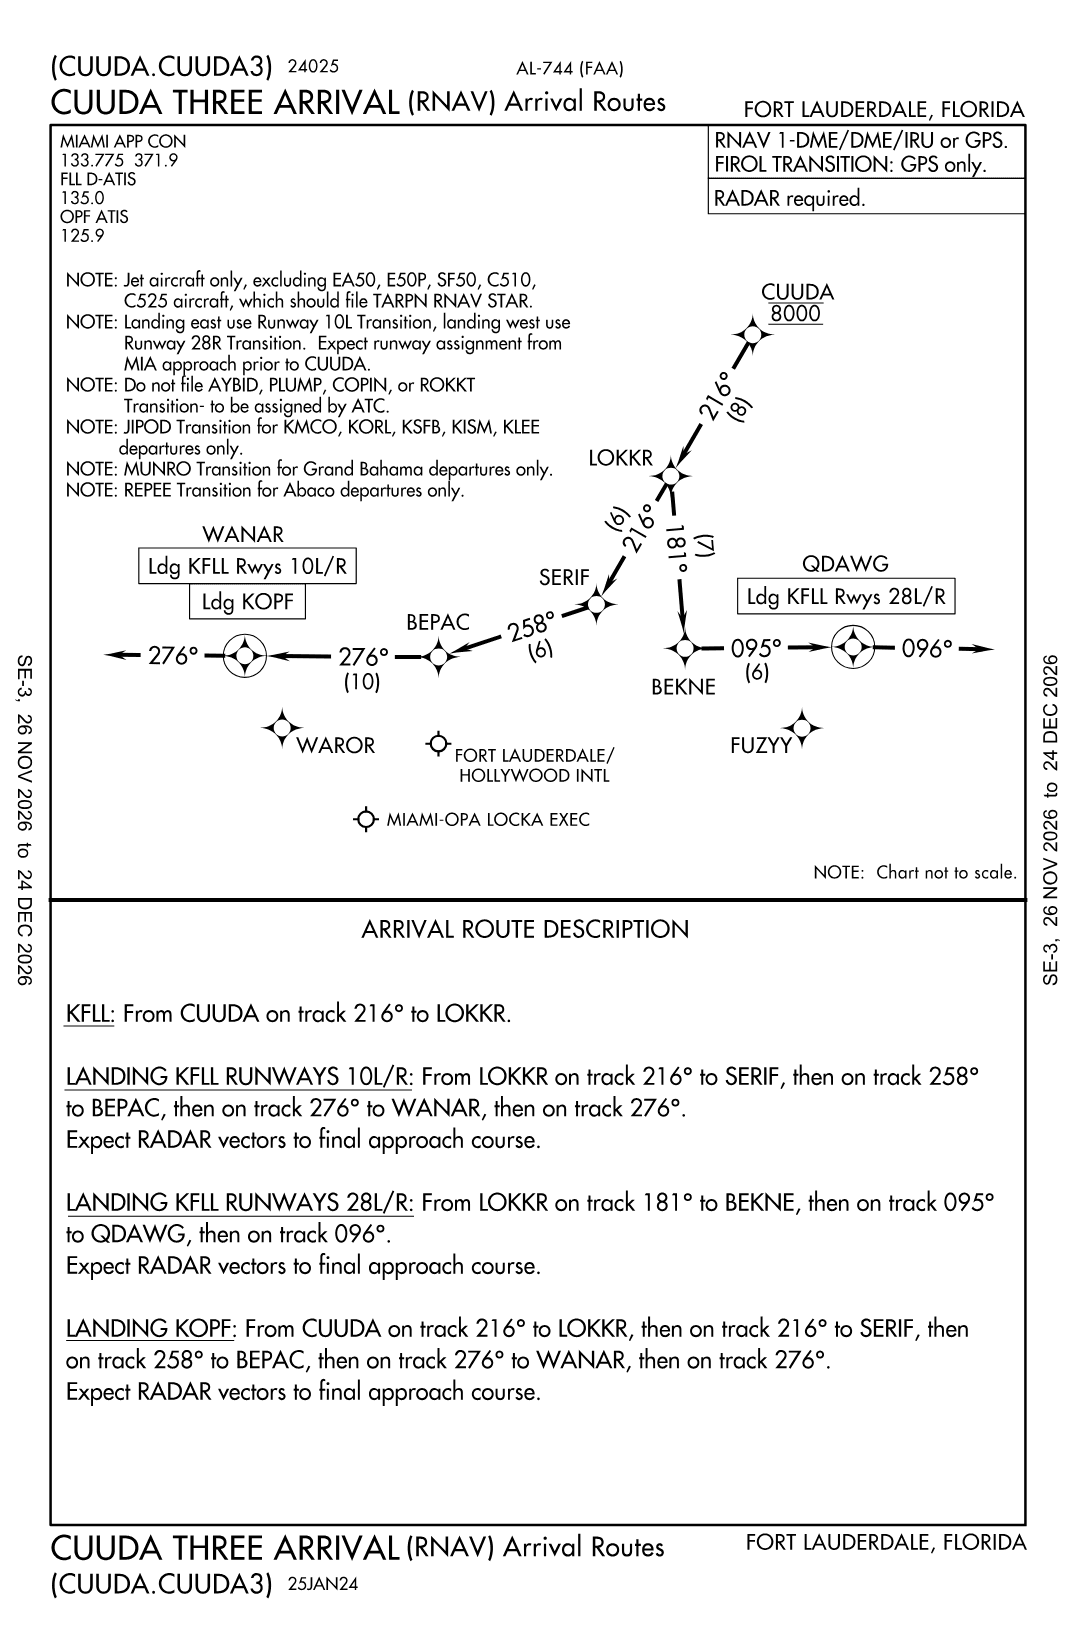 (CUUDA.CUUDA3) 24025
AL-744 (FAA)
CUUDA THREE ARRIVAL (RNAV) Arrival Routes
FORT LAUDERDALE, FLORIDA
MIAMI APP CON
133.775 371.9
FLL D-ATIS
135.0
OPF ATIS
125.9
RNAV 1-DME/DME/IRU or GPS.
FIROL TRANSITION: GPS only.
RADAR required.
NOTE: Jet aircraft only, excluding EA50, E50P, SF50, C510,
C525 aircraft, which should file TARPN RNAV STAR.
NOTE: Landing east use Runway 10L Transition, landing west use
Runway 28R Transition. Expect runway assignment from
MIA approach prior to CUUDA.
NOTE: Do not file AYBID, PLUMP, COPIN, or ROKKT
Transition- to be assigned by ATC.
NOTE: JIPOD Transition for KMCO, KORL, KSFB, KISM, KLEE
departures only.
NOTE: MUNRO Transition for Grand Bahama departures only.
NOTE: REPEE Transition for Abaco departures only.
CUUDA
8000
216°
(8)
LOKKR
(6)
216°
181°
(7)
WANAR
Ldg KFLL Rwys 10L/R
Ldg KOPF
SERIF
QDAWG
Ldg KFLL Rwys 28L/R
BEPAC
258°
(6)
276°
276°
(10)
095°
(6)
096°
BEKNE
WAROR
FORT LAUDERDALE/
HOLLYWOOD INTL
FUZYY
MIAMI-OPA LOCKA EXEC
NOTE: Chart not to scale.
SE-3, 26 NOV 2026 to 24 DEC 2026
SE-3, 26 NOV 2026 to 24 DEC 2026
ARRIVAL ROUTE DESCRIPTION
KFLL: From CUUDA on track 216° to LOKKR.
LANDING KFLL RUNWAYS 10L/R: From LOKKR on track 216° to SERIF, then on track 258°
to BEPAC, then on track 276° to WANAR, then on track 276°.
Expect RADAR vectors to final approach course.
LANDING KFLL RUNWAYS 28L/R: From LOKKR on track 181° to BEKNE, then on track 095°
to QDAWG, then on track 096°.
Expect RADAR vectors to final approach course.
LANDING KOPF: From CUUDA on track 216° to LOKKR, then on track 216° to SERIF, then
on track 258° to BEPAC, then on track 276° to WANAR, then on track 276°.
Expect RADAR vectors to final approach course.
CUUDA THREE ARRIVAL (RNAV) Arrival Routes
FORT LAUDERDALE, FLORIDA
(CUUDA.CUUDA3) 25JAN24